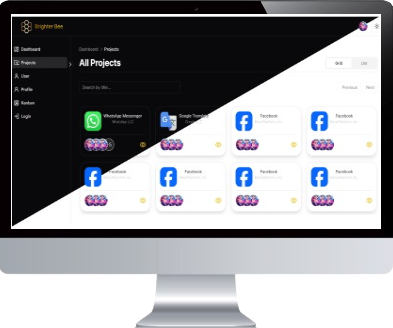 Brighter Bee
Dashboard
Projects
User
Profile
Kanban
Login
Dashboard / Projects
All Projects
Grid
List
Search by title...
Previous
Next
WhatsApp Messenger
WhatsApp LLC
Google Translate
Facebook
Facebook
Facebook
Facebook
Facebook
Facebook